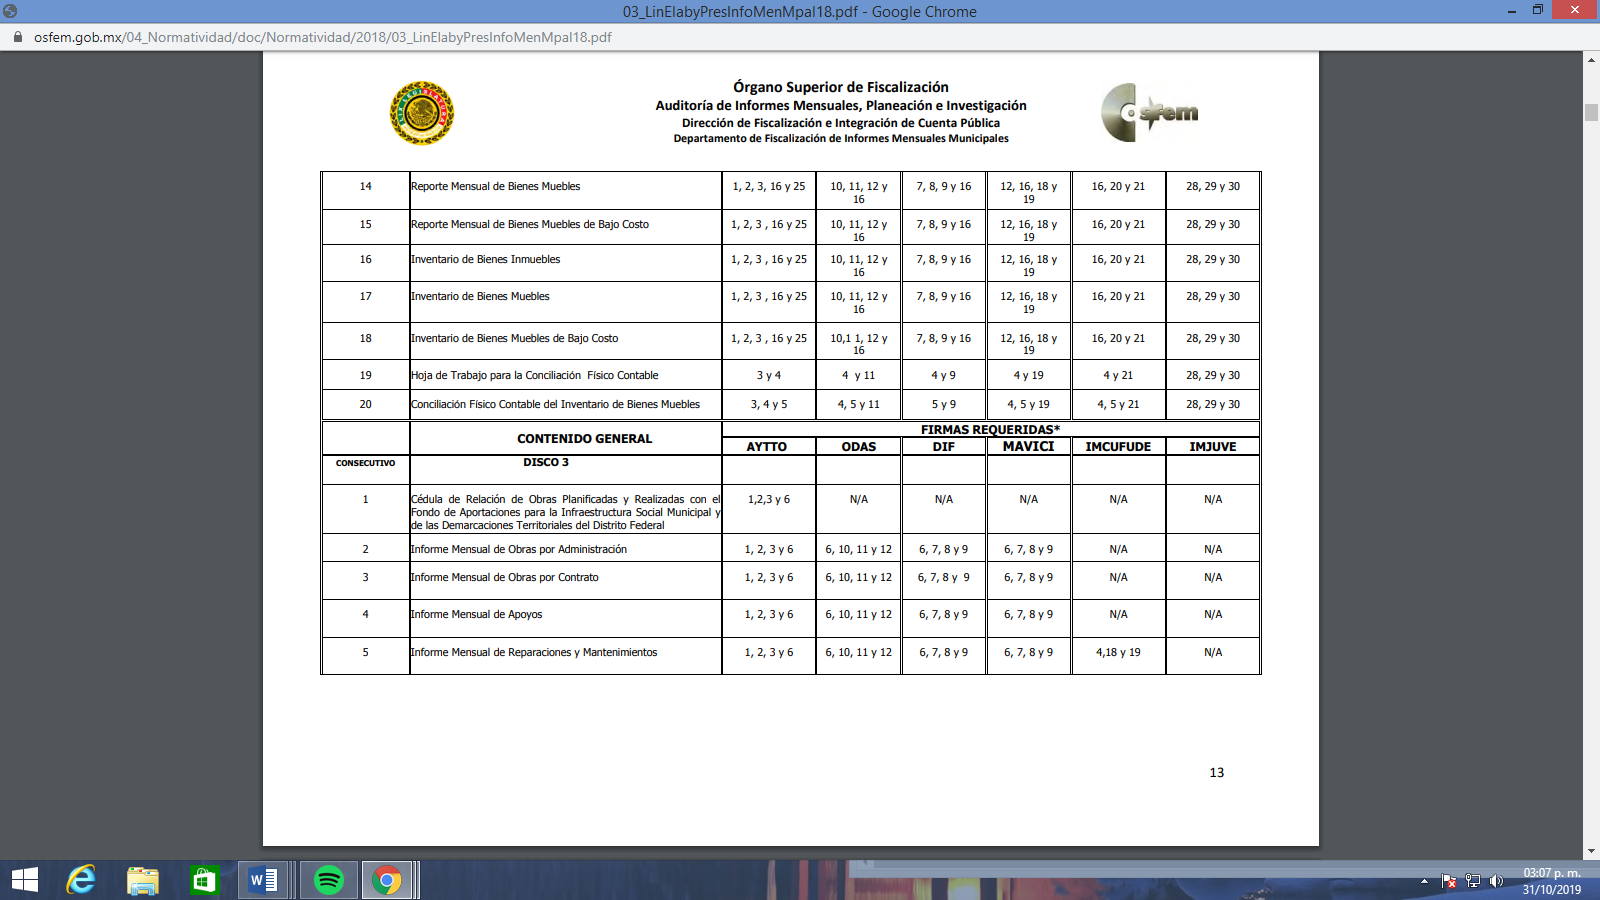 03_LinElabyPresInfoMenMpal18.pdf - Google Chrome
osfem.gob.mx/04_Normatividad/doc/Normatividad/2018/03_LinElabyPresInfoMenMpal18.pdf
Órgano Superior de Fiscalización
Auditoría de Informes Mensuales, Planeación e Investigación
Dirección de Fiscalización e Integración de Cuenta Pública
Departamento de Fiscalización de Informes Mensuales Municipales
osfem
14 Reporte Mensual de Bienes Muebles 1, 2, 3, 16 y 25 10, 11, 12 y 16 7, 8, 9 y 16 12, 16, 18 y 19 16, 20 y 21 28, 29 y 30
15 Reporte Mensual de Bienes Muebles de Bajo Costo 1, 2, 3 , 16 y 25 10, 11, 12 y 16 7, 8, 9 y 16 12, 16, 18 y 19 16, 20 y 21 28, 29 y 30
16 Inventario de Bienes Inmuebles 1, 2, 3 , 16 y 25 10, 11, 12 y 16 7, 8, 9 y 16 12, 16, 18 y 19 16, 20 y 21 28, 29 y 30
17 Inventario de Bienes Muebles 1, 2, 3 , 16 y 25 10, 11, 12 y 16 7, 8, 9 y 16 12, 16, 18 y 19 16, 20 y 21 28, 29 y 30
18 Inventario de Bienes Muebles de Bajo Costo 1, 2, 3 , 16 y 25 10,1 1, 12 y 16 7, 8, 9 y 16 12, 16, 18 y 19 16, 20 y 21 28, 29 y 30
19 Hoja de Trabajo para la Conciliación Físico Contable 3 y 4 4 y 11 4 y 9 4 y 19 4 y 21 28, 29 y 30
20 Conciliación Físico Contable del Inventario de Bienes Muebles 3, 4 y 5 4, 5 y 11 5 y 9 4, 5 y 19 4, 5 y 21 28, 29 y 30
CONTENIDO GENERAL FIRMAS REQUERIDAS*
AYTTO ODAS DIF MAVICI IMCUFUDE IMJUVE
CONSECUTIVO DISCO 3
1 Cédula de Relación de Obras Planificadas y Realizadas con el 1,2,3 y 6 N/A N/A N/A N/A N/A
Fondo de Aportaciones para la Infraestructura Social Municipal y
de las Demarcaciones Territoriales del Distrito Federal
2 Informe Mensual de Obras por Administración 1, 2, 3 y 6 6, 10, 11 y 12 6, 7, 8 y 9 6, 7, 8 y 9 N/A N/A
3 Informe Mensual de Obras por Contrato 1, 2, 3 y 6 6, 10, 11 y 12 6, 7, 8 y 9 6, 7, 8 y 9 N/A N/A
4 Informe Mensual de Apoyos 1, 2, 3 y 6 6, 10, 11 y 12 6, 7, 8 y 9 6, 7, 8 y 9 N/A N/A
5 Informe Mensual de Reparaciones y Mantenimientos 1, 2, 3 y 6 6, 10, 11 y 12 6, 7, 8 y 9 6, 7, 8 y 9 4,18 y 19 N/A
13
03:07 p. m.
31/10/2019